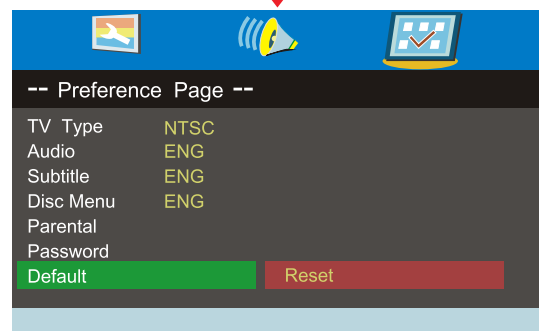 -- Preference Page --
TV Type NTSC
Audio ENG
Subtitle ENG
Disc Menu ENG
Parental
Password
Default Reset